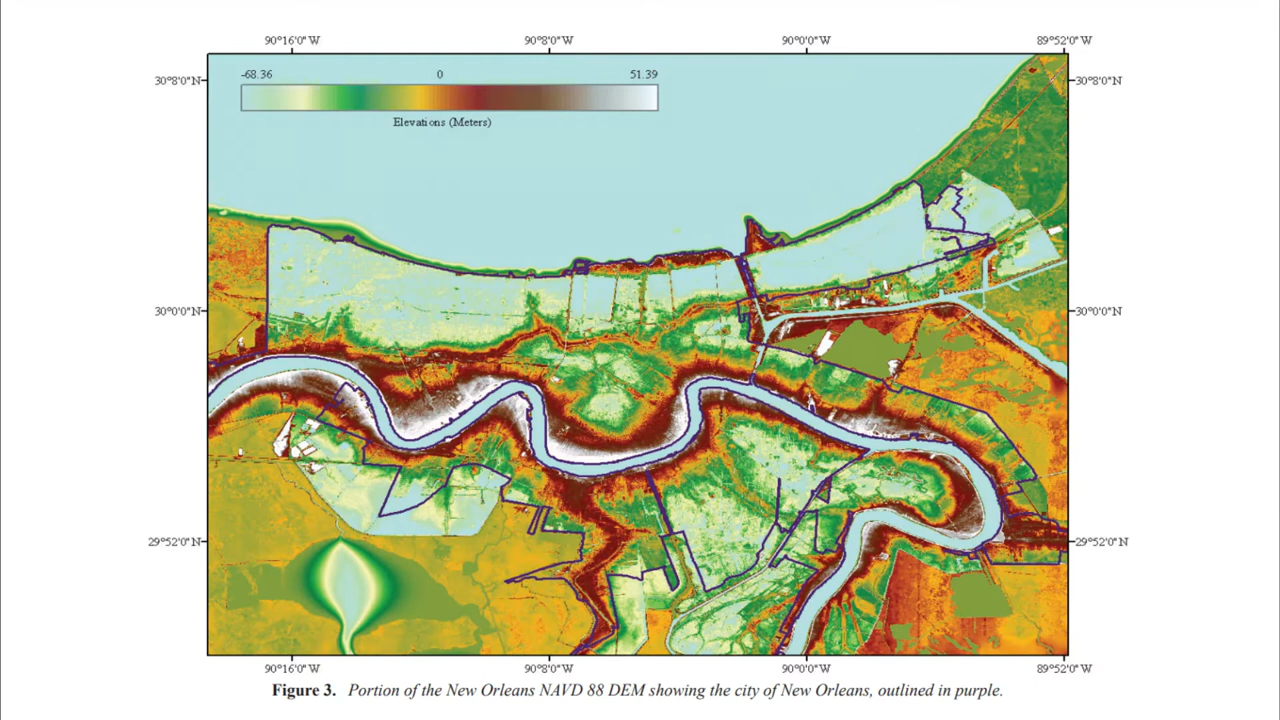 90°16'0"W 90°8'0"W 90°0'0"W 89°52'0"W
30°8'0"N 30°8'0"N
-68.36 0 51.39
Elevations (Meters)
30°0'0"N 30°0'0"N
29°52'0"N 29°52'0"N
90°16'0"W 90°8'0"W 90°0'0"W 89°52'0"W
Figure 3. Portion of the New Orleans NAVD 88 DEM showing the city of New Orleans, outlined in purple.